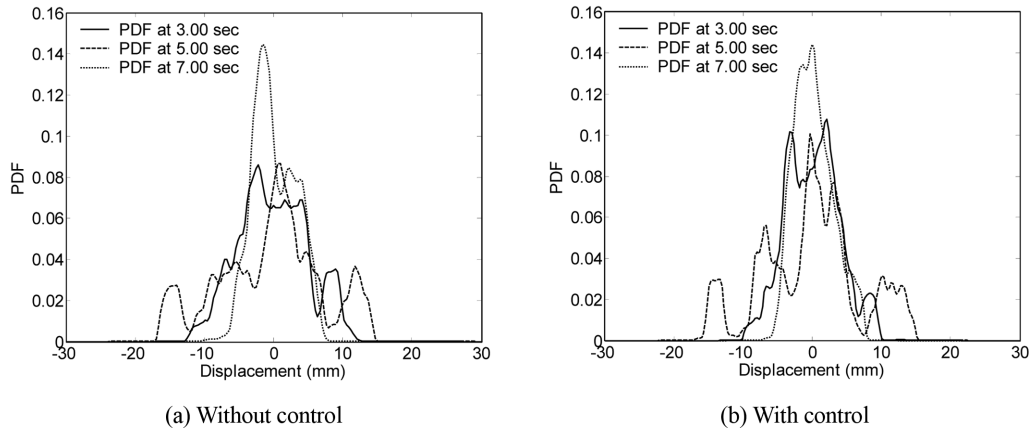 0.16
0.14
0.12
0.1
0.08
0.06
0.04
0.02
0
PDF
PDF at 3.00 sec
PDF at 5.00 sec
PDF at 7.00 sec
-30 -20 -10 0 10 20 30
Displacement (mm)
(a) Without control
0.16
0.14
0.12
0.1
0.08
0.06
0.04
0.02
0
PDF
PDF at 3.00 sec
PDF at 5.00 sec
PDF at 7.00 sec
-30 -20 -10 0 10 20 30
Displacement (mm)
(b) With control